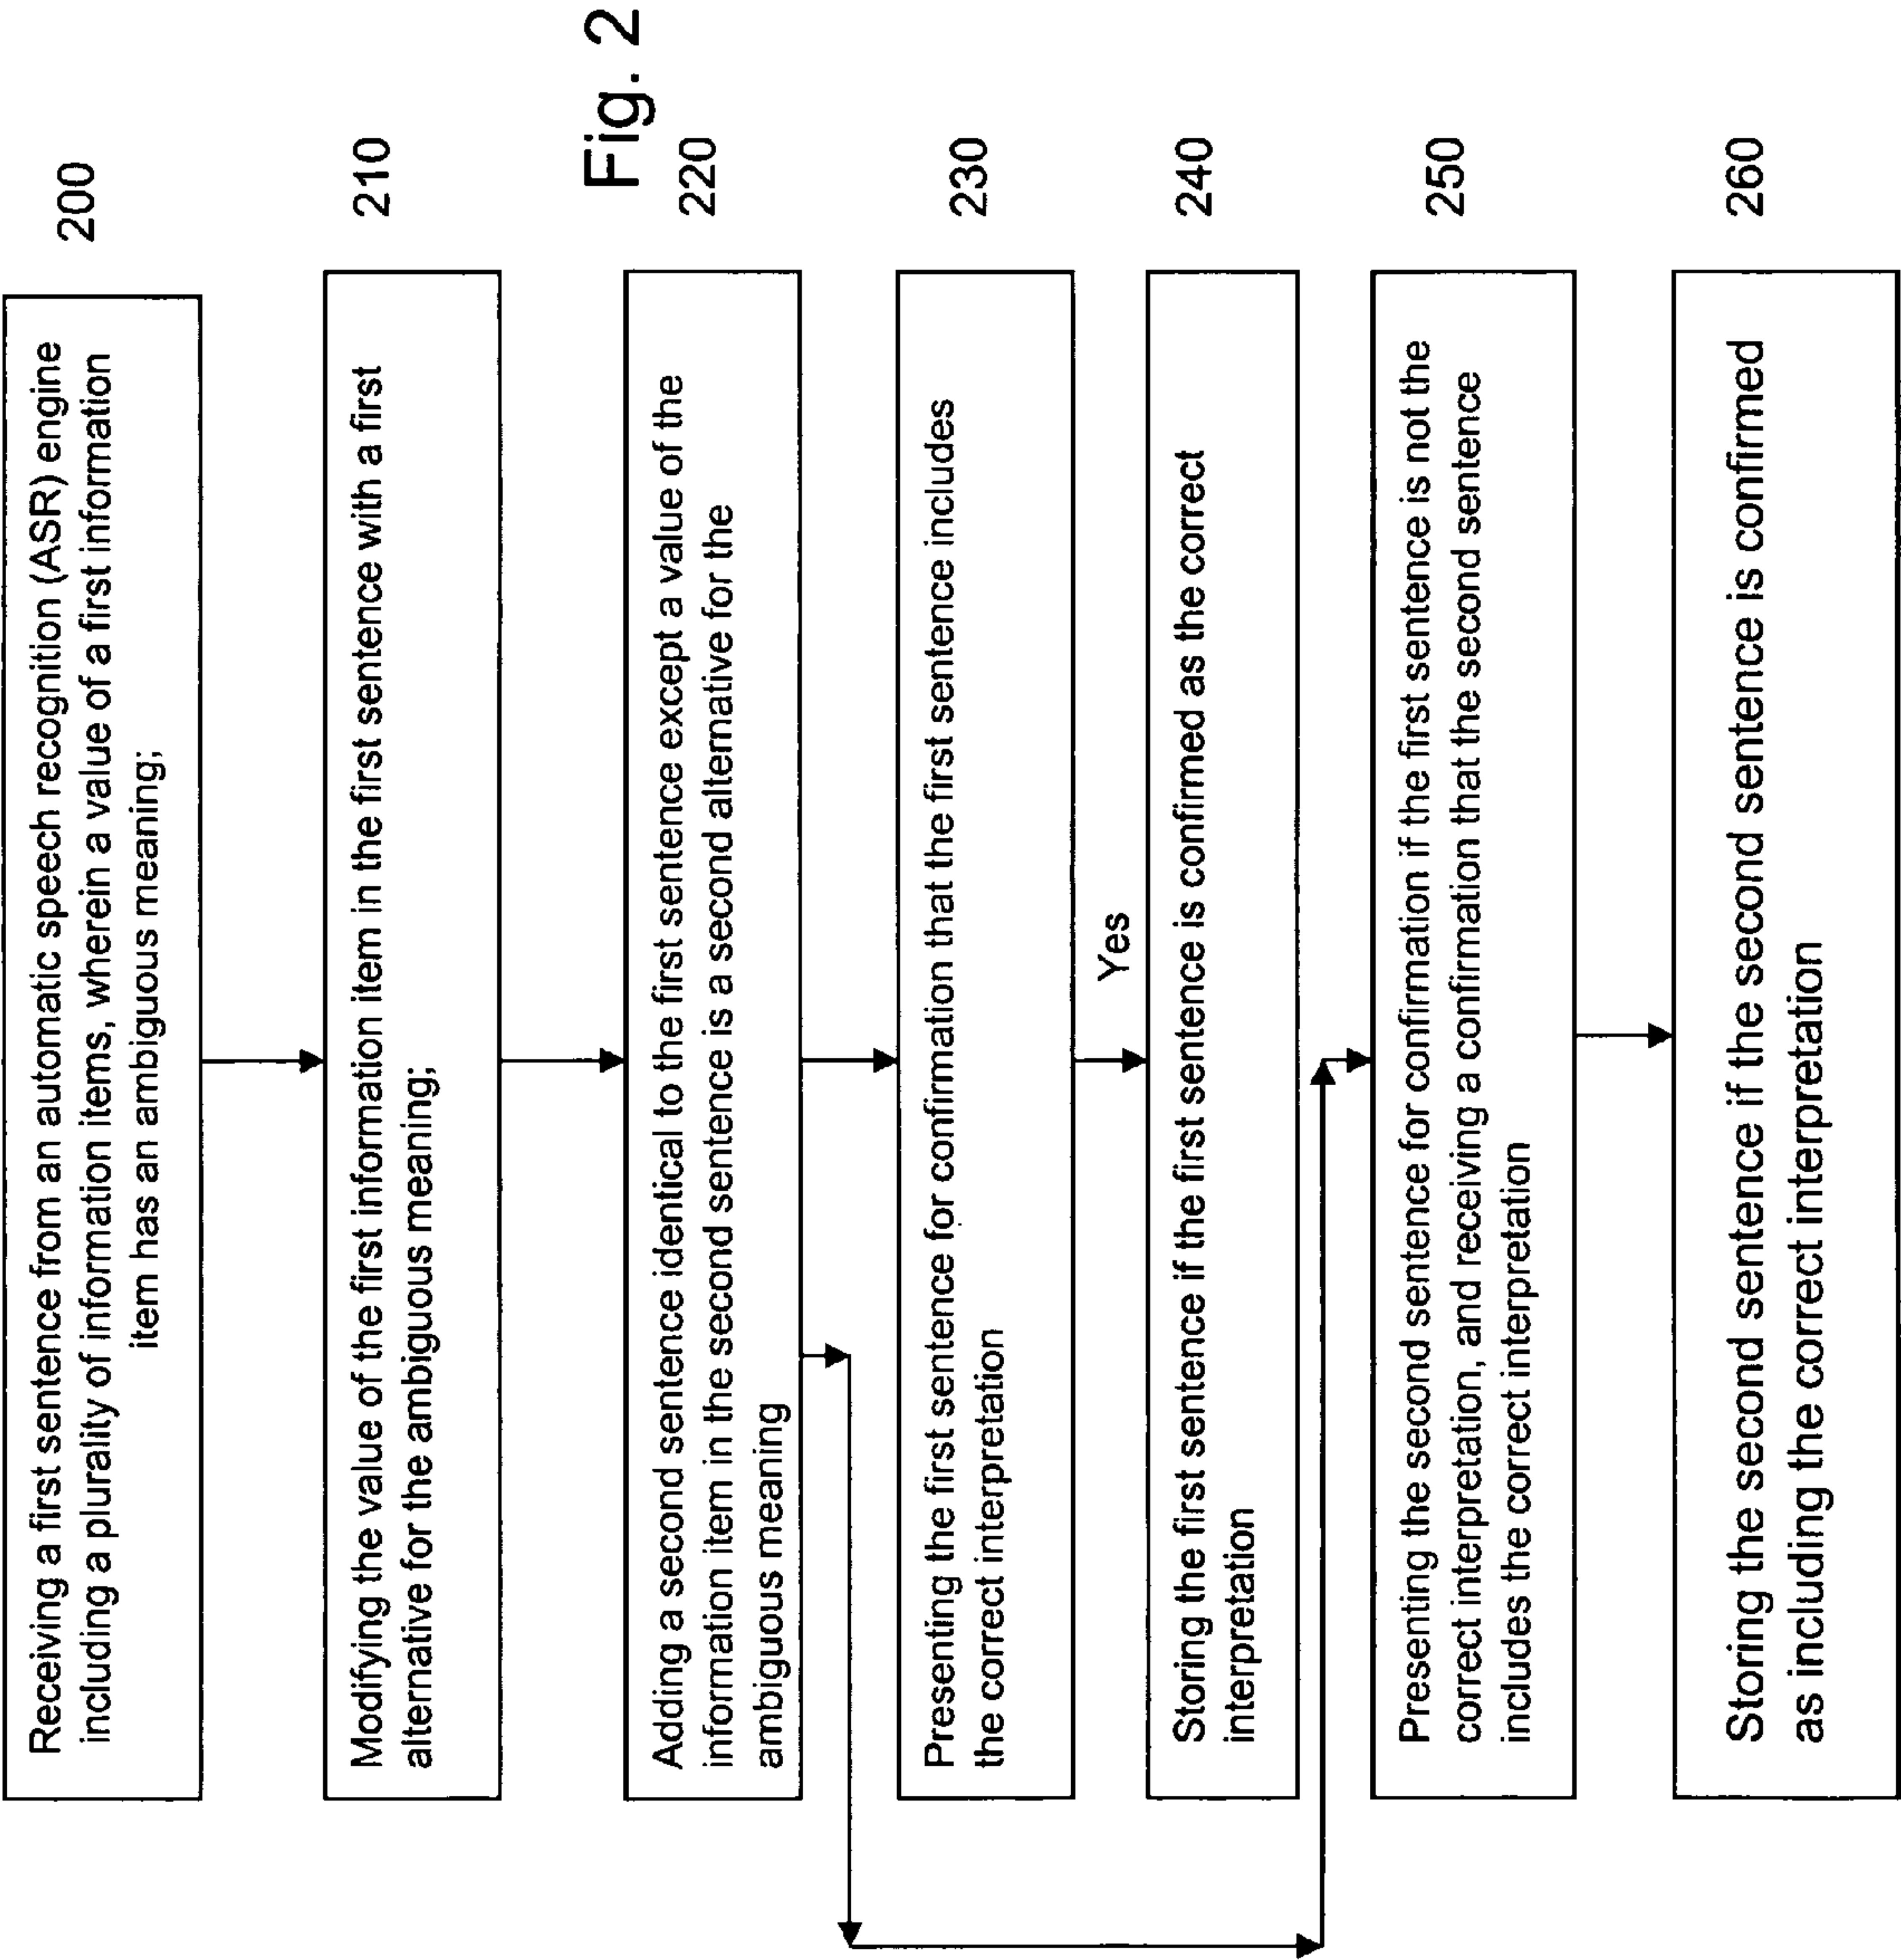 200
Receiving a first sentence from an automatic speech recognition (ASR) engine
including a plurality of information items, wherein a value of a first information
item has an ambiguous meaning;
210
Modifying the value of the first information item in the first sentence with a first
alternative for the ambiguous meaning;
Fig. 2
220
Adding a second sentence identical to the first sentence except a value of the
information item in the second sentence is a second alternative for the
ambiguous meaning
230
Presenting the first sentence for confirmation that the first sentence includes
the correct interpretation
Yes
240
Storing the first sentence if the first sentence is confirmed as the correct
interpretation
250
Presenting the second sentence for confirmation if the first sentence is not the
correct interpretation, and receiving a confirmation that the second sentence
includes the correct interpretation
260
Storing the second sentence if the second sentence is confirmed
as including the correct interpretation